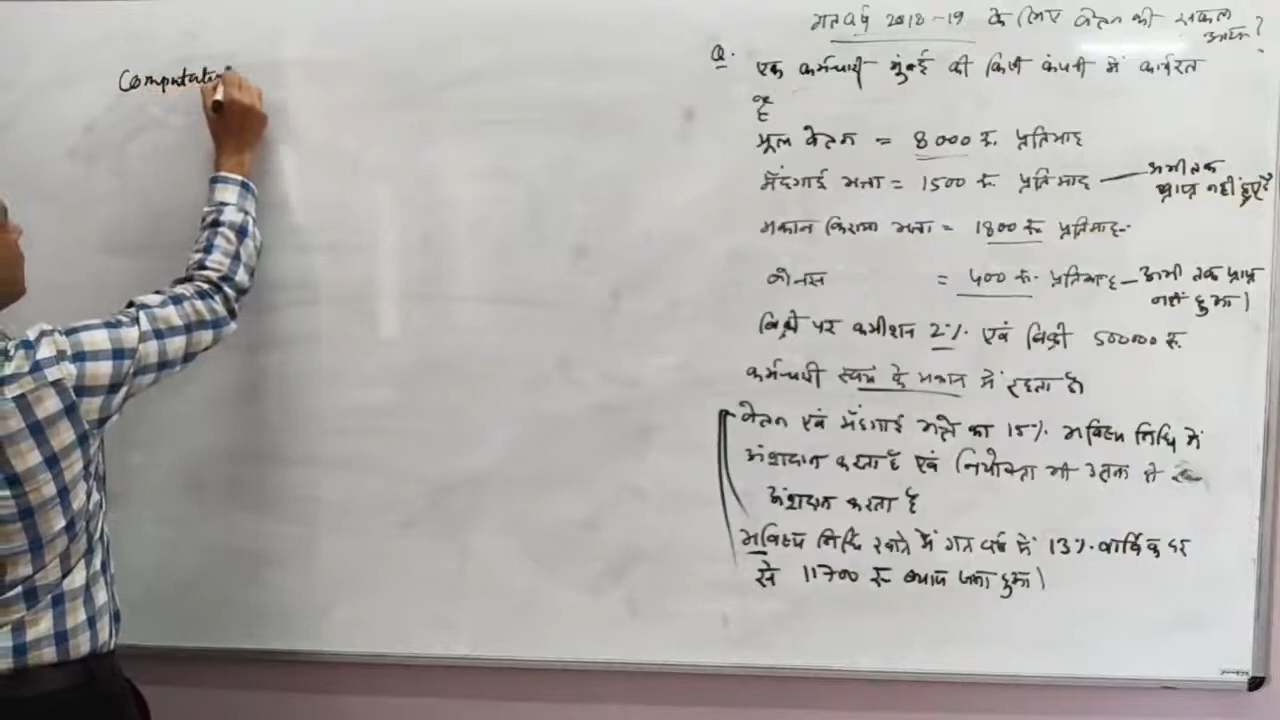 Computati
गत वर्ष 2018-19 के लिए वेतन की सकल
आय?
Q. एक कर्मचारी मुंबई की किसी कंपनी में कार्यरत
है
मूल वेतन = 8000 रु. प्रतिमाह
मँहगाई भत्ता = 1500 रु. प्रतिमाह — अभी तक
प्राप्त नहीं हुए है
मकान किराया भत्ता = 1800 रु प्रतिमाह.
बोनस = 400 रु. प्रतिमाह — अभी तक प्राप्त
नहीं हुआ।
बिक्री पर कमीशन 2% एवं बिक्री 500000 रु.
कर्मचारी स्वयं के मकान में रहता है।
वेतन एवं मँहगाई भत्ते का 15% भविष्य निधि में
अंशदान करता है एवं नियोक्ता भी उतना ही
अंशदान करता है
भविष्य निधि खाते में गत वर्ष में 13% वार्षिक दर
से 11700 रु ब्याज जमा हुआ।